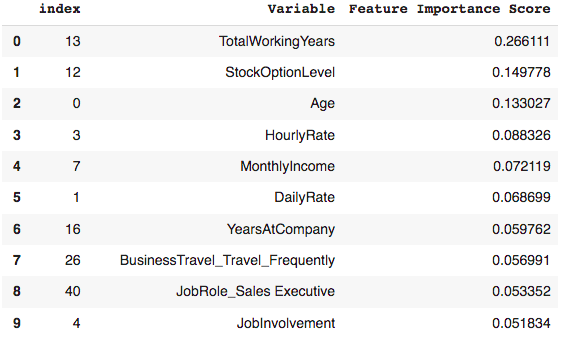 index Variable Feature Importance Score
0 13 TotalWorkingYears 0.266111
1 12 StockOptionLevel 0.149778
2 0 Age 0.133027
3 3 HourlyRate 0.088326
4 7 MonthlyIncome 0.072119
5 1 DailyRate 0.068699
6 16 YearsAtCompany 0.059762
7 26 BusinessTravel_Travel_Frequently 0.056991
8 40 JobRole_Sales Executive 0.053352
9 4 JobInvolvement 0.051834